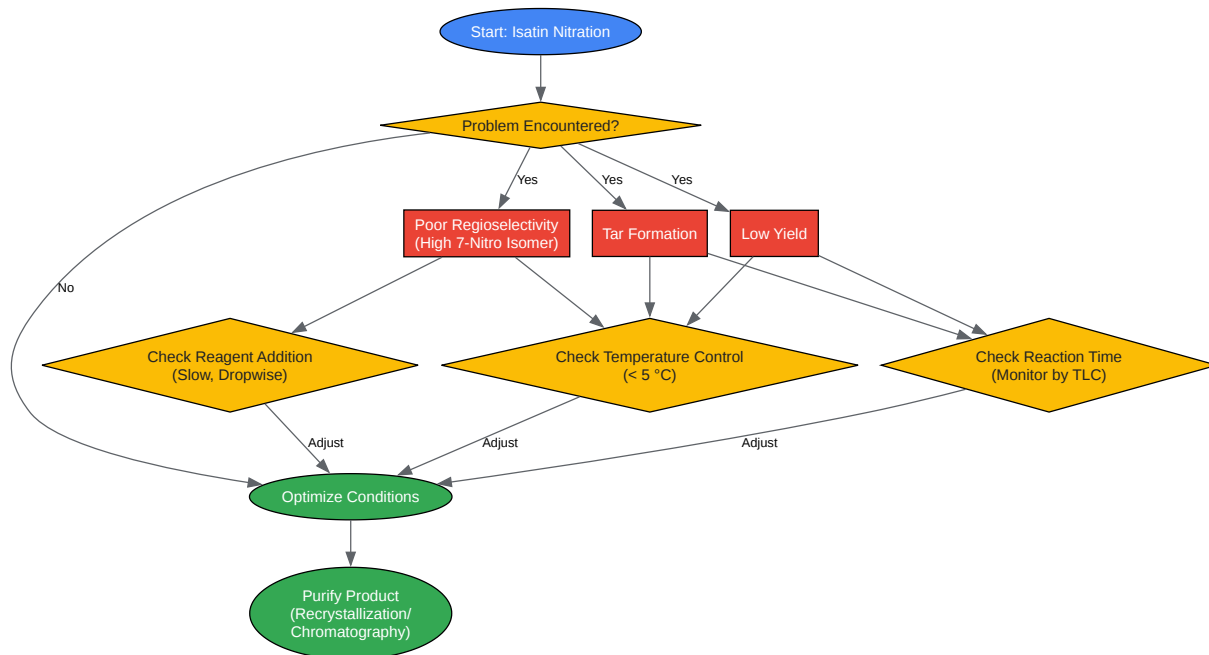 Start: Isatin Nitration
Problem Encountered?
Yes
Yes
Yes
Poor Regioselectivity
(High 7-Nitro Isomer)
Tar Formation
Low Yield
No
Check Reagent Addition
(Slow, Dropwise)
Check Temperature Control
(< 5 °C)
Check Reaction Time
(Monitor by TLC)
Adjust
Adjust
Adjust
Optimize Conditions
Purify Product
(Recrystallization/
Chromatography)